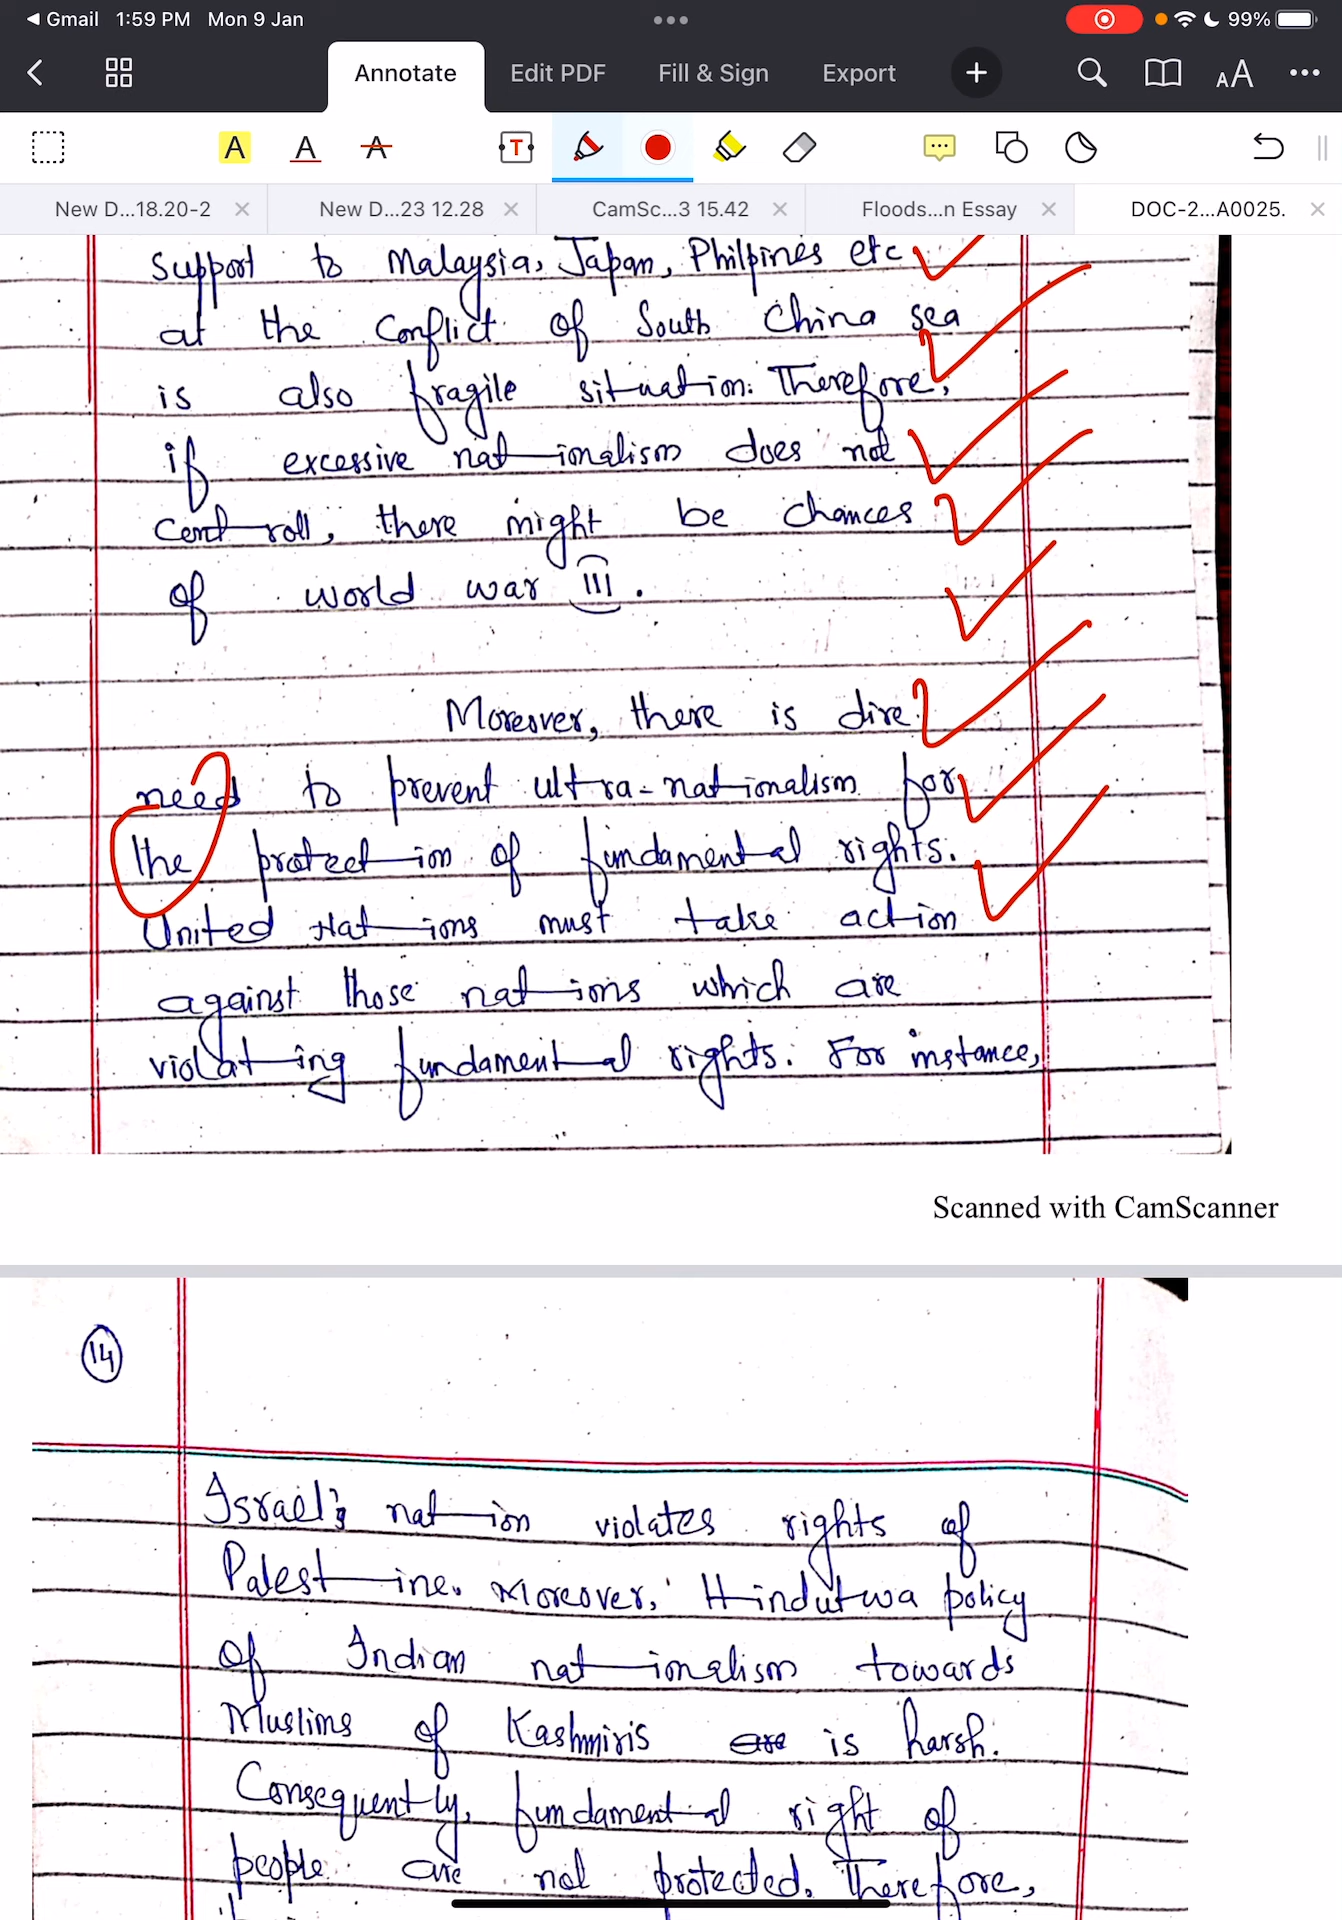 ◀ Gmail 1:59 PM Mon 9 Jan 99%
Annotate Edit PDF Fill & Sign Export
New D...18.20-2 New D...23 12.28 CamSc...3 15.42 Floods...n Essay DOC-2...A0025.
Support to Malaysia, Japan, Philpines etc
at the conflict of South China sea
is also fragile situation. Therefore,
if excessive nationalism does not
controll, there might be chances
of world war III.
Moreover, there is dire
need to prevent ultra-nationalism for
the protection of fundamental rights.
United Nations must take action
against those nations which are
violating fundamental rights. For instance,
Scanned with CamScanner
14
Israel's nation violates rights of
Palestine. Moreover, Hindutwa policy
of Indian nationalism towards
Muslims of Kashmiris are is harsh.
Consequently, fundamental right of
people are not protected. Therefore,